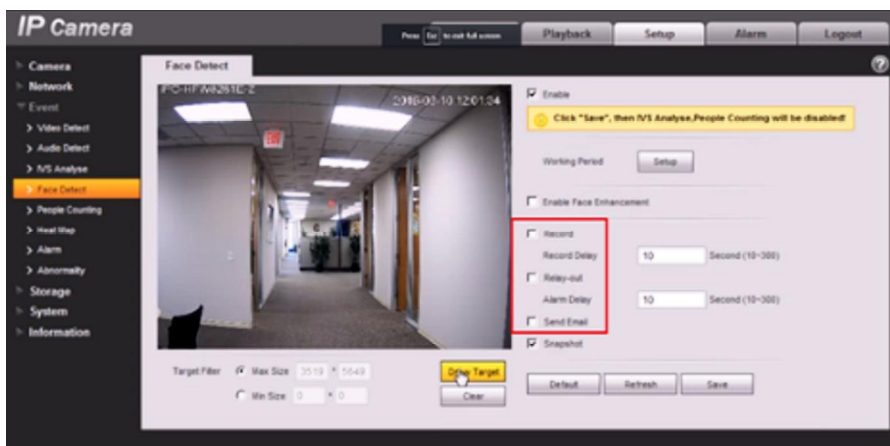 IP Camera
Press Esc to exit full screen
Playback
Setup
Alarm
Logout
Camera
Network
Event
Video Detect
Audio Detect
IVS Analyse
Face Detect
People Counting
Heat Map
Alarm
Abnormality
Storage
System
Information
Face Detect
2016-03-10 12:01:34
EXIT
Enable
Click "Save", then IVS Analyse,People Counting will be disabled!
Working Period
Setup
Enable Face Enhancement
Record
Record Delay 10 Second (10~300)
Relay-out
Alarm Delay 10 Second (10~300)
Send Email
Snapshot
Target Filter Max Size 3519 * 5649
Draw Target
Min Size 0 * 0
Clear
Default
Refresh
Save